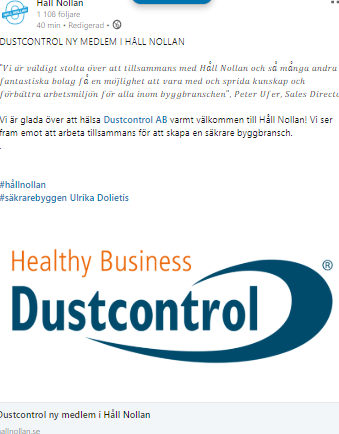 Håll Nollan
1 108 följare
40 min • Redigerad •
DUSTCONTROL NY MEDLEM I HÅLL NOLLAN
"Vi är väldigt stolta över att tillsammans med Håll Nollan och så många andra
fantastiska bolag få en möjlighet att vara med och sprida kunskap och
förbättra arbetsmiljön för alla inom byggbranschen", Peter Ufer, Sales Directo
Vi är glada över att hälsa Dustcontrol AB varmt välkommen till Håll Nollan! Vi ser
fram emot att arbeta tillsammans för att skapa en säkrare byggbransch.
.
#hållnollan
#säkrarebyggen Ulrika Dolietis
Healthy Business
Dustcontrol ®
Dustcontrol ny medlem i Håll Nollan
hallnollan.se